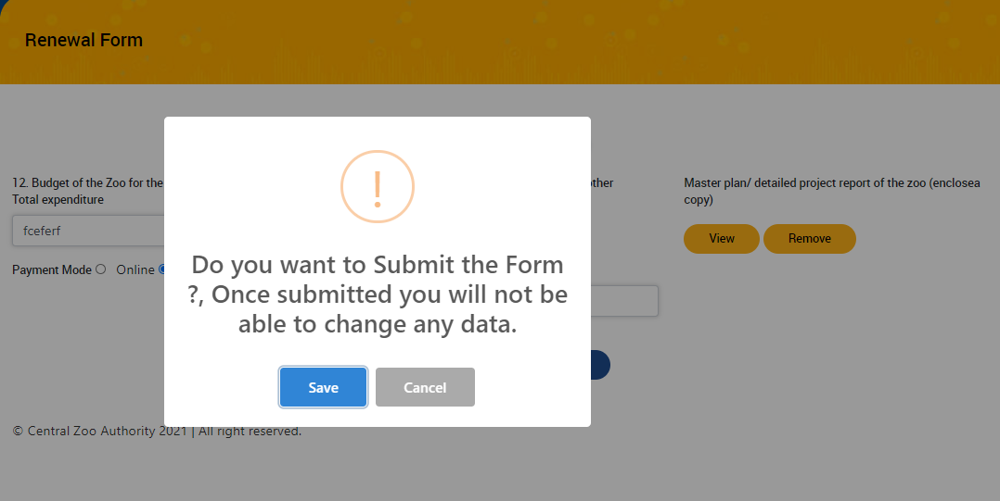 Renewal Form
12. Budget of the Zoo for the
Total expenditure
fceferf
Payment Mode Online
other
Master plan/ detailed project report of the zoo (enclosea
copy)
View Remove
!
Do you want to Submit the Form
?, Once submitted you will not be
able to change any data.
Save Cancel
© Central Zoo Authority 2021 | All right reserved.